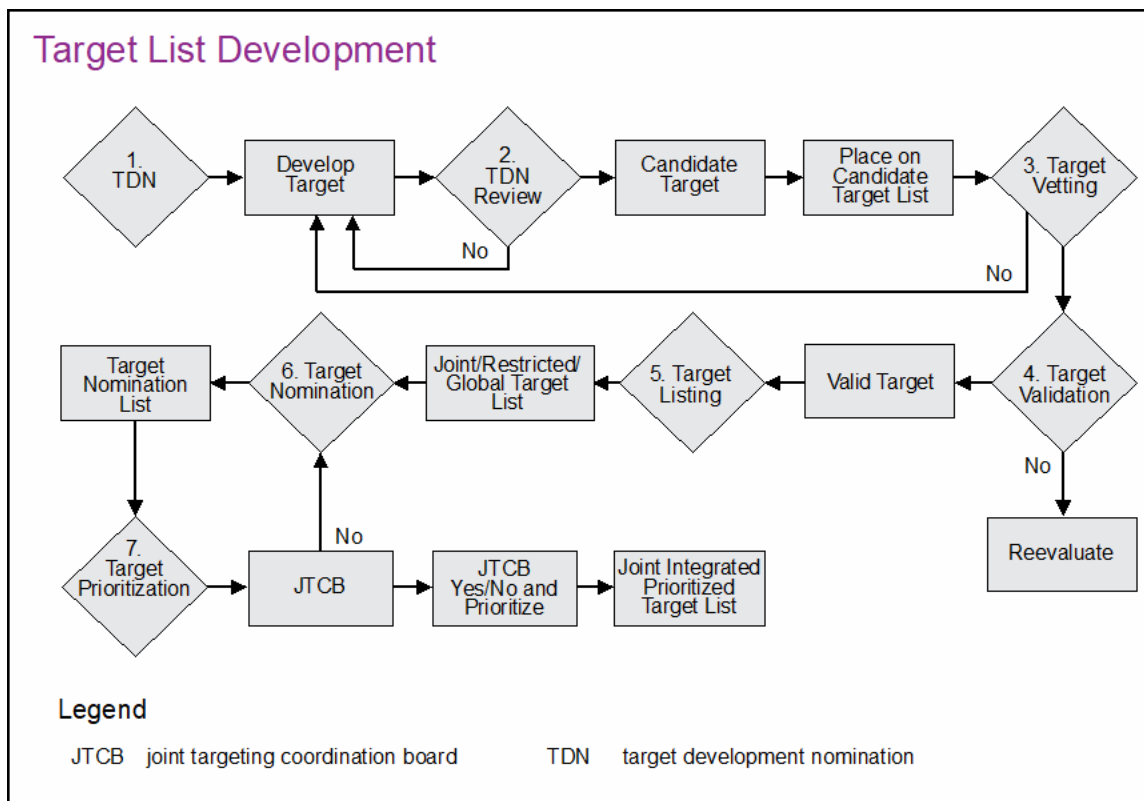 Target List Development
1.
TDN
Develop
Target
2.
TDN
Review
Candidate
Target
Place on
Candidate
Target List
3. Target
Vetting
No
No
Target
Nomination
List
6. Target
Nomination
Joint/Restricted/
Global Target
List
5. Target
Listing
Valid Target
4. Target
Validation
No
Reevaluate
7.
Target
Prioritization
No
JTCB
JTCB
Yes/No and
Prioritize
Joint Integrated
Prioritized
Target List
Legend
JTCB joint targeting coordination board
TDN target development nomination